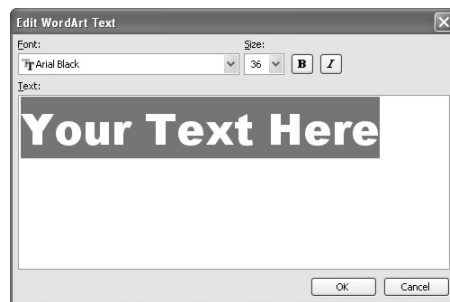 Edit WordArt Text
Font: Size:
Arial Black 36 B I
Text:
Your Text Here
OK Cancel